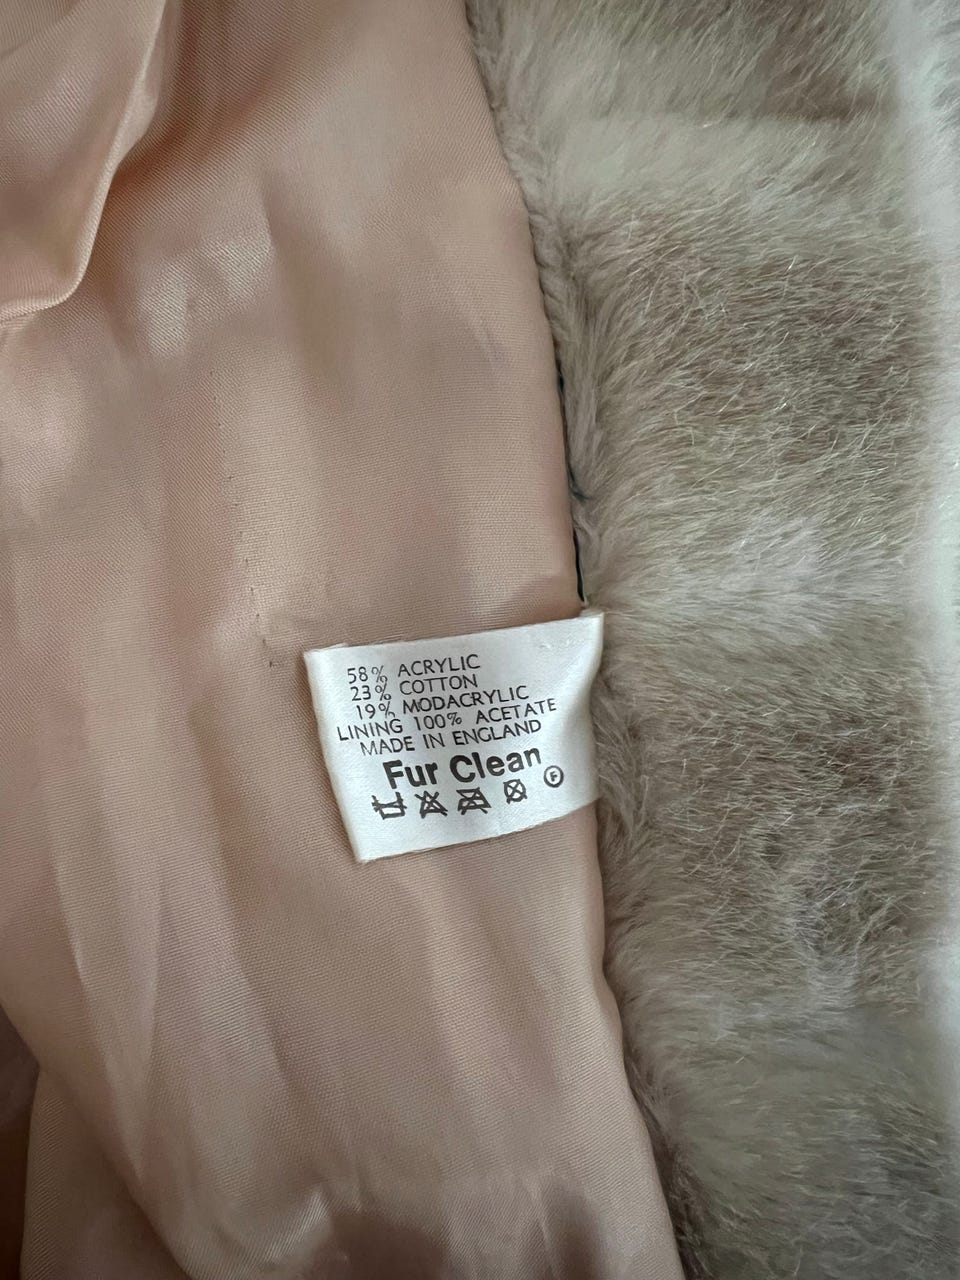 58% ACRYLIC
23% COTTON
19% MODACRYLIC
LINING 100% ACETATE
MADE IN ENGLAND
Fur Clean
F